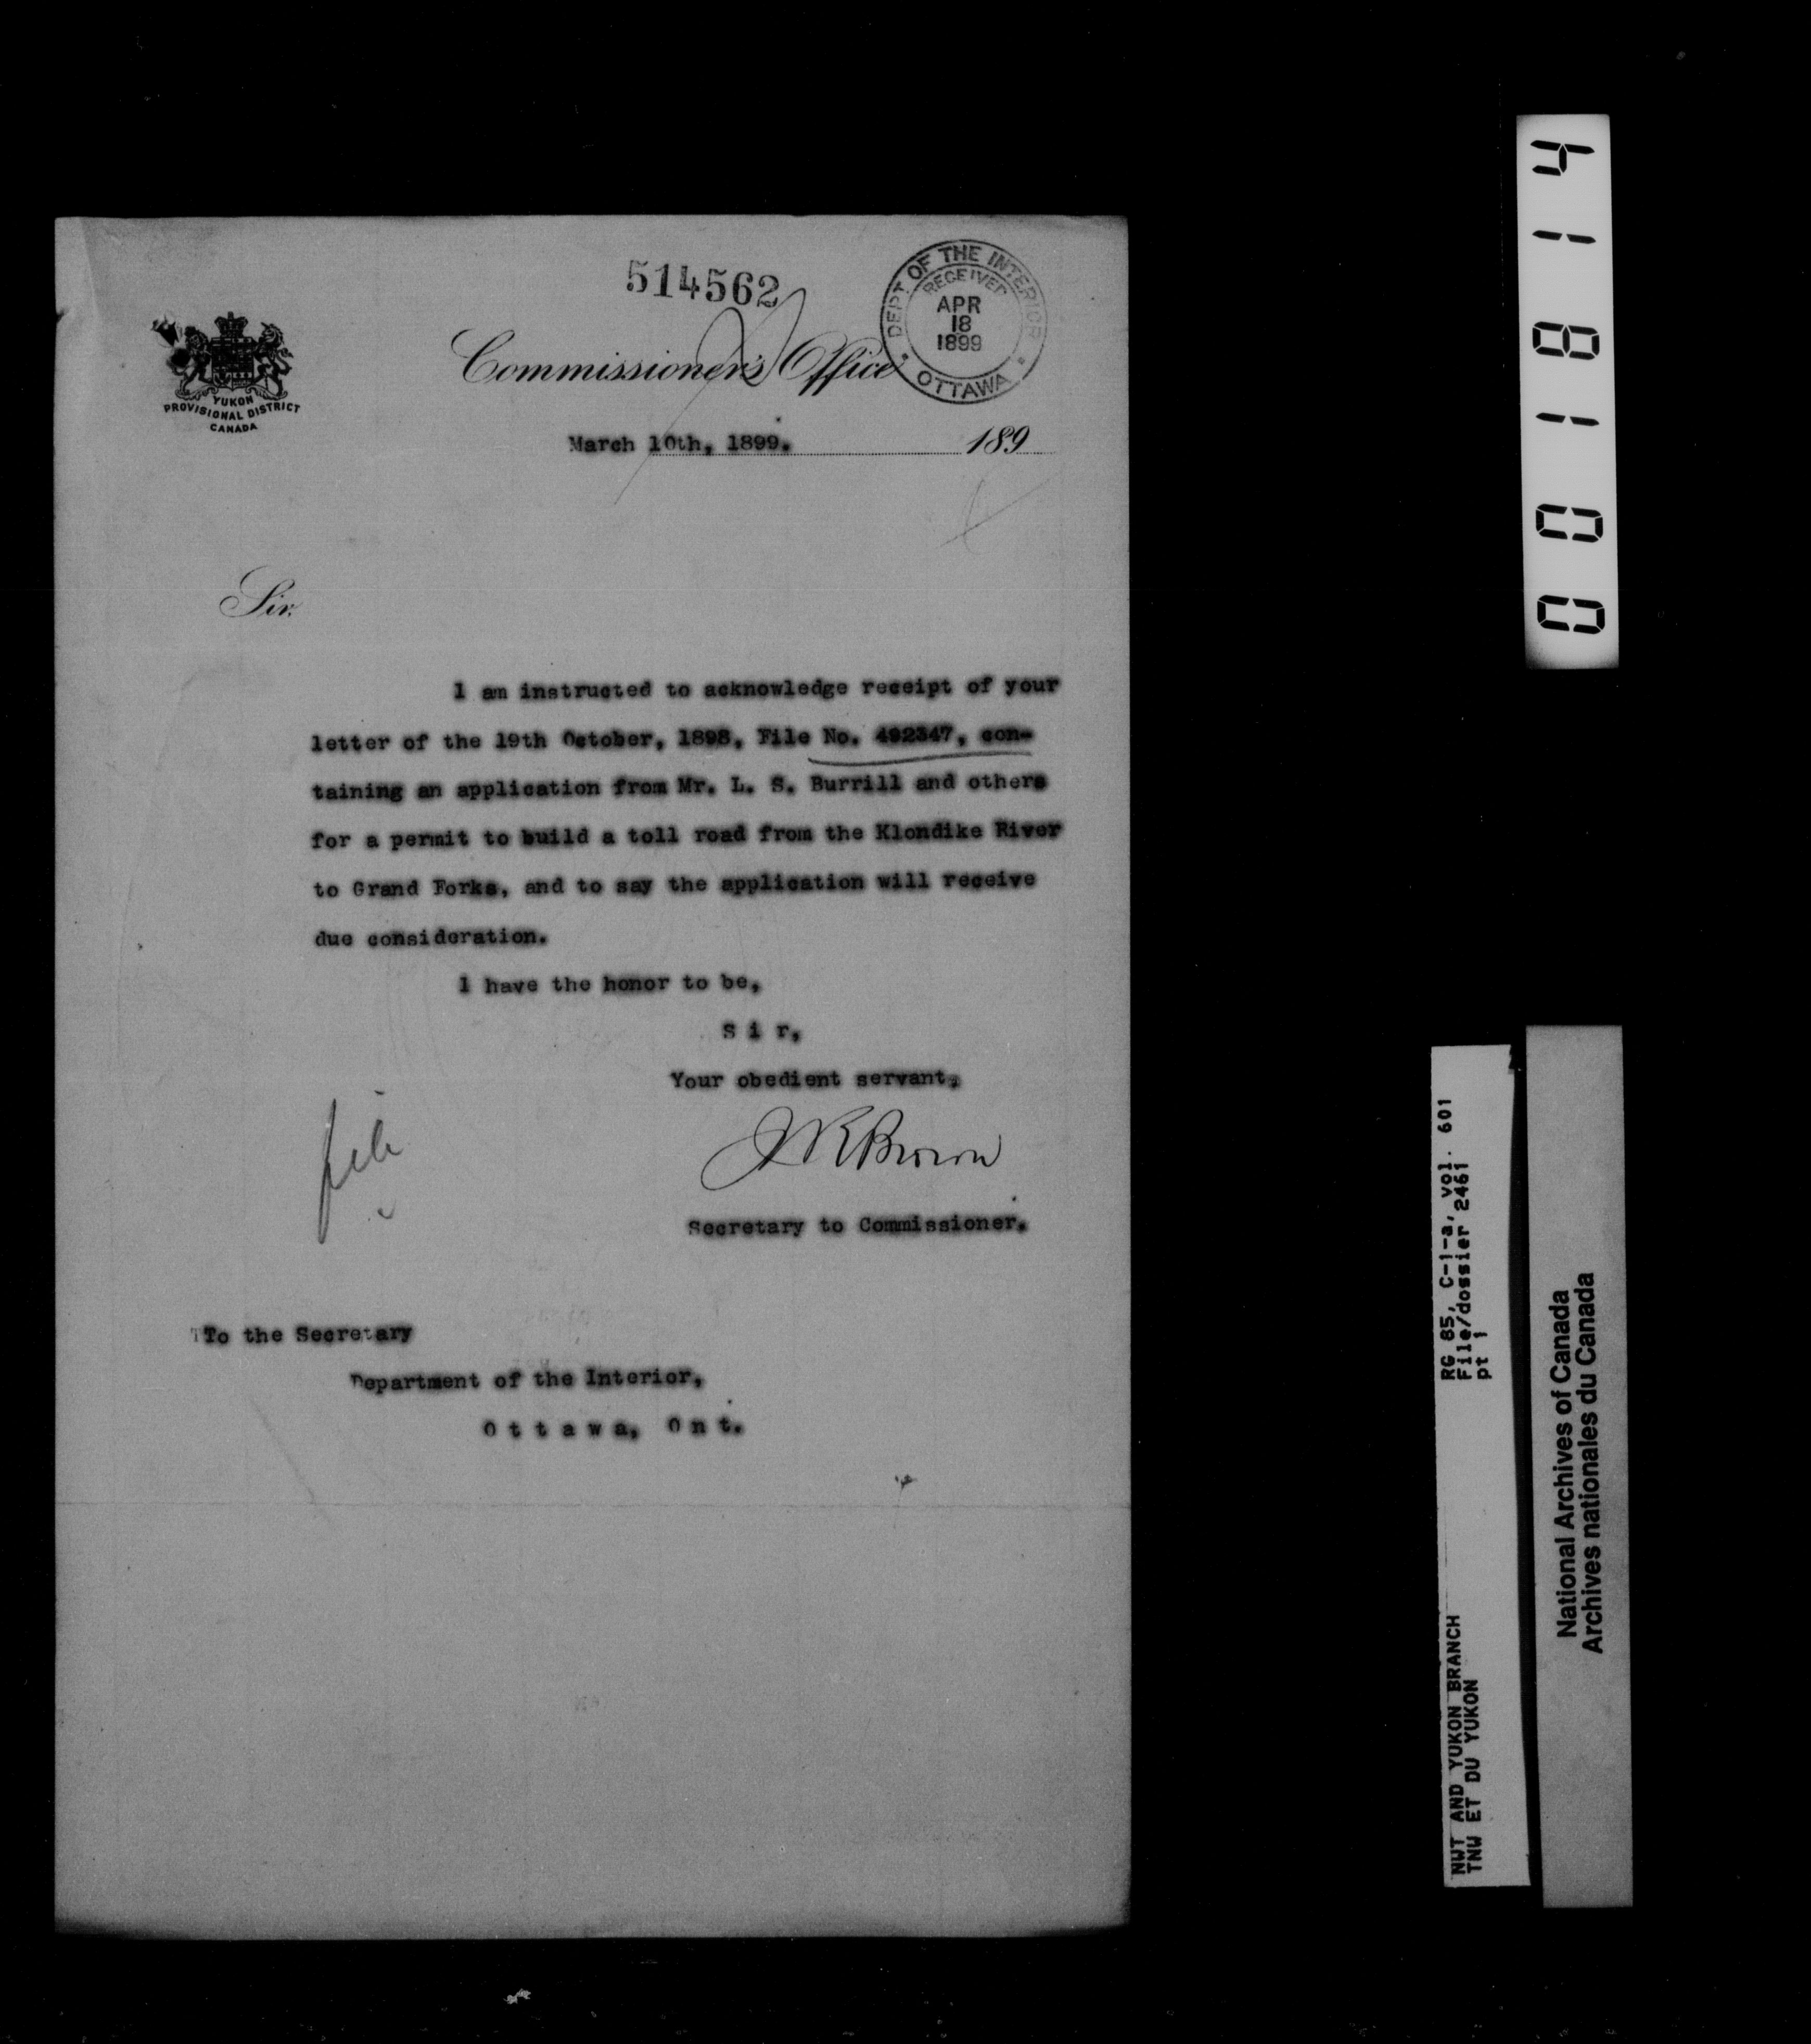 514562
DEPT OF THE INTERIOR
RECEIVED
APR
18
1899
OTTAWA
YUKON
PROVISIONAL DISTRICT
CANADA
Commissioner's Office
March 10th, 1899. 189
Sir.
I am instructed to acknowledge receipt of your
letter of the 19th October, 1898, File No. 492347, con-
taining an application from Mr. L. S. Burrill and others
for a permit to build a toll road from the Klondike River
to Grand Forks, and to say the application will receive
due consideration.
I have the honor to be,
S i r,
Your obedient servant,
J R Brown
Secretary to Commissioner.
file
To the Secretary
Department of the Interior,
O t t a w a, O n t.
001814
RG 85, C-1-a, vol. 601
File/dossier 2461
pt 1
NWT AND YUKON BRANCH
TNW ET DU YUKON
National Archives of Canada
Archives nationales du Canada